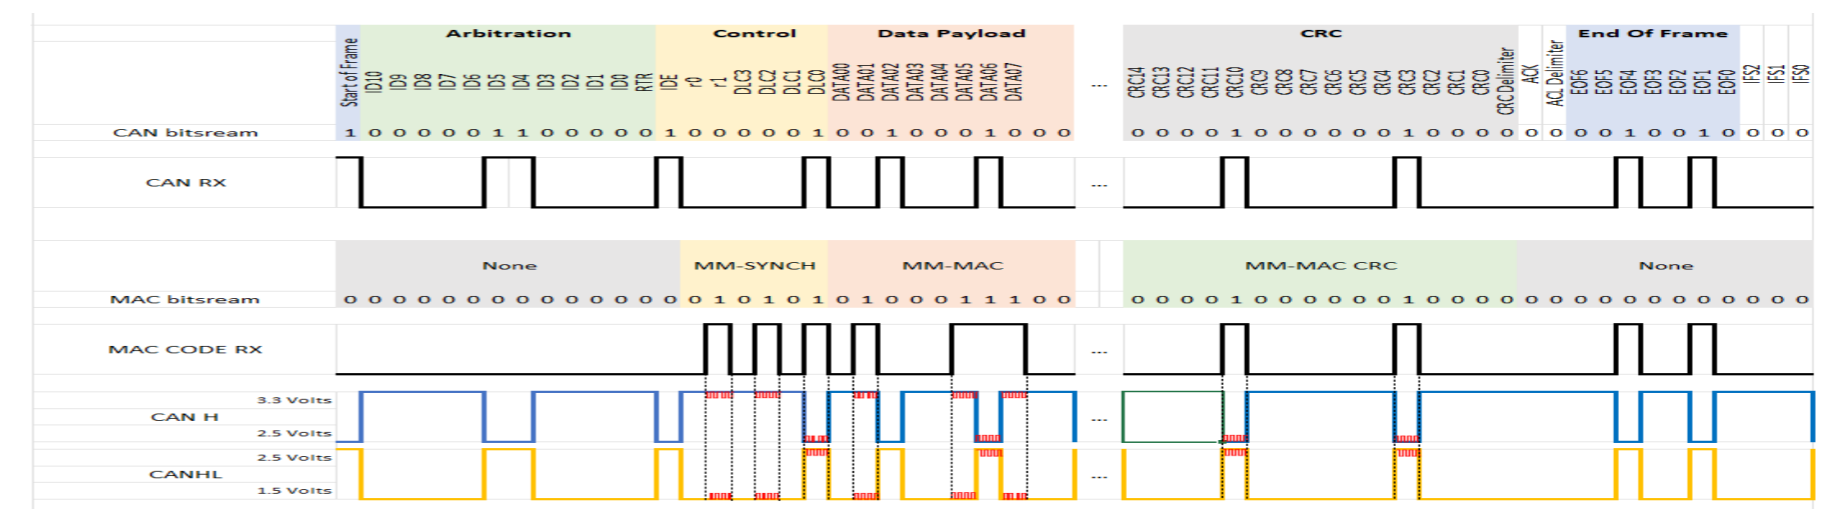 Arbitration Control Data Payload CRC End Of Frame
Start of Frame ID10 ID9 ID8 ID7 ID6 ID5 ID4 ID3 ID2 ID1 ID0 RTR IDE r0 r1 DLC3 DLC2 DLC1 DLC0 DATA00 DATA01 DATA02 DATA03 DATA04 DATA05 DATA06 DATA07 --- CRC14 CRC13 CRC12 CRC11 CRC10 CRC9 CRC8 CRC7 CRC6 CRC5 CRC4 CRC3 CRC2 CRC1 CRC0 CRC Delimiter ACK ACL Delimiter EOF6 EOF5 EOF4 EOF3 EOF2 EOF1 EOF0 IFS2 IFS1 IFS0
CAN bitsream 1 0 0 0 0 0 1 1 0 0 0 0 0 1 0 0 0 0 0 1 0 0 1 0 0 0 1 0 0 0 0 0 0 0 1 0 0 0 0 0 0 1 0 0 0 0 0 0 0 0 1 0 0 1 0 0 0 0
CAN RX ---
None MM-SYNCH MM-MAC MM-MAC CRC None
MAC bitsream 0 0 0 0 0 0 0 0 0 0 0 0 0 0 0 1 0 1 0 1 0 1 0 0 0 1 1 1 0 0 0 0 0 0 1 0 0 0 0 0 0 1 0 0 0 0 0 0 0 0 0 0 0 0 0 0 0 0
MAC CODE RX ---
3.3 Volts
CAN H ---
2.5 Volts
2.5 Volts
CANHL ---
1.5 Volts